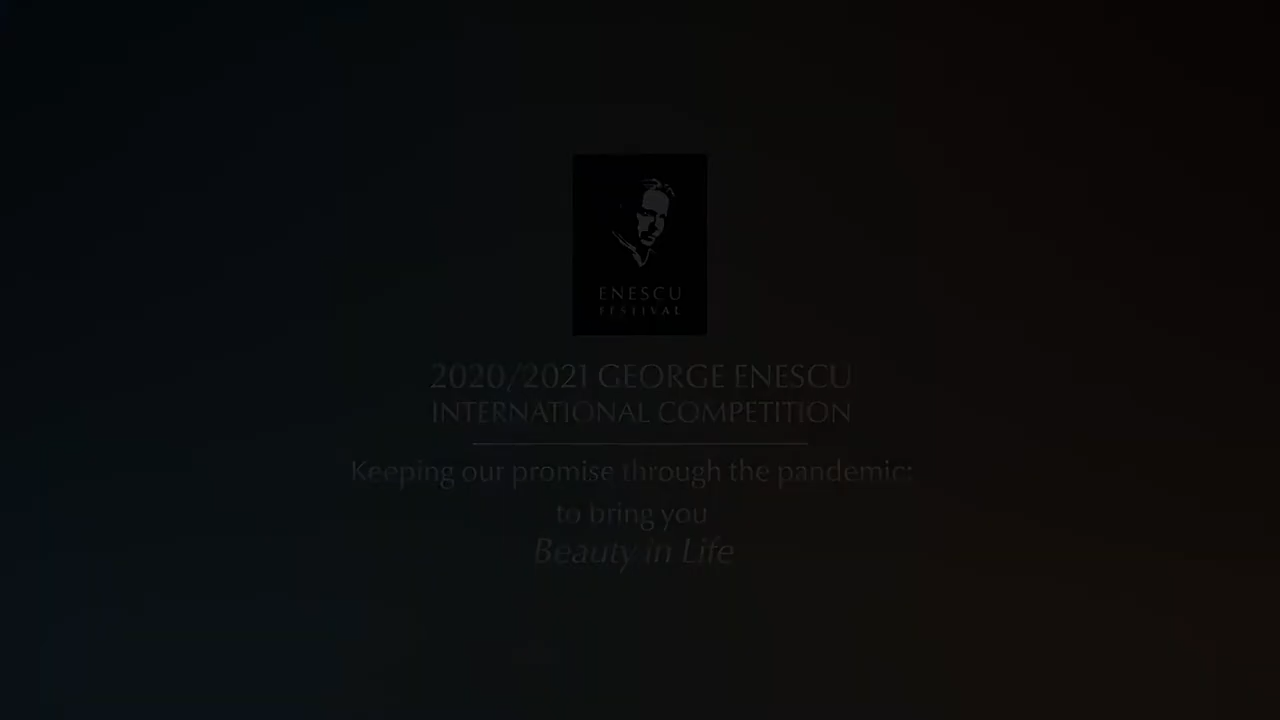 ENESCU
FESTIVAL
2020/2021 GEORGE ENESCU
INTERNATIONAL COMPETITION
Keeping our promise through the pandemic:
to bring you
Beauty in Life